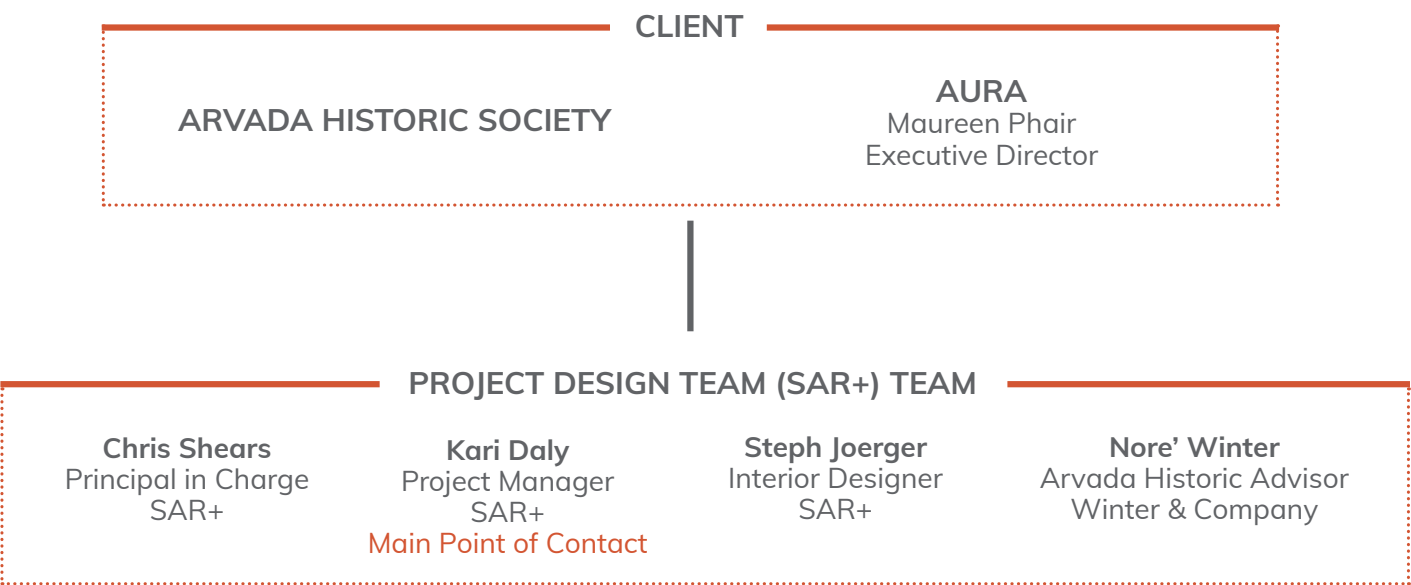 CLIENT
ARVADA HISTORIC SOCIETY
AURA
Maureen Phair
Executive Director
PROJECT DESIGN TEAM (SAR+) TEAM
Chris Shears
Principal in Charge
SAR+
Kari Daly
Project Manager
SAR+
Main Point of Contact
Steph Joerger
Interior Designer
SAR+
Nore’ Winter
Arvada Historic Advisor
Winter & Company